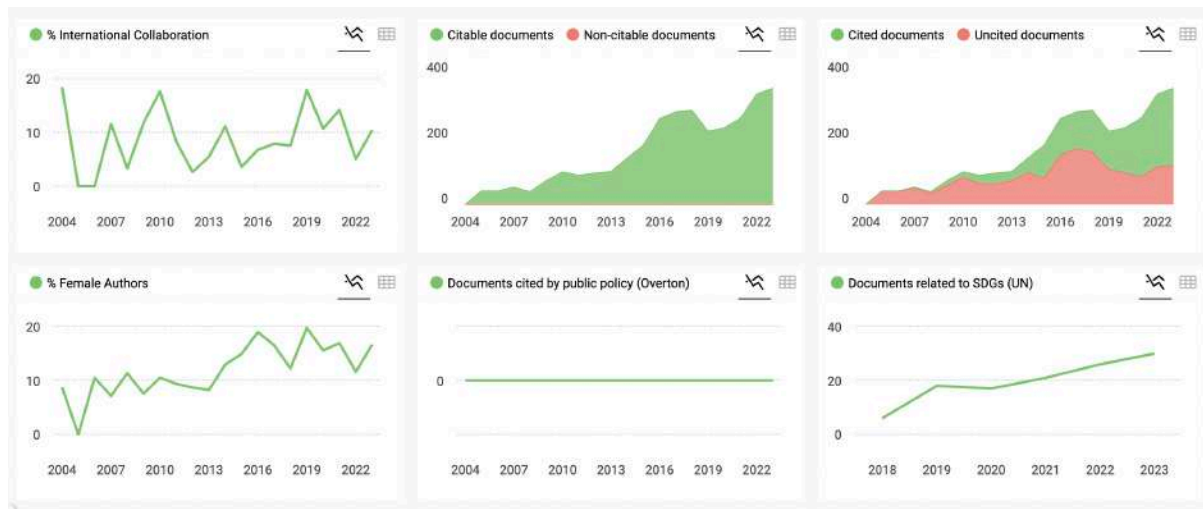 % International Collaboration
20
10
0
2004 2007 2010 2013 2016 2019 2022
Citable documents Non-citable documents
400
200
0
2004 2007 2010 2013 2016 2019 2022
Cited documents Uncited documents
400
200
0
2004 2007 2010 2013 2016 2019 2022
% Female Authors
20
10
0
2004 2007 2010 2013 2016 2019 2022
Documents cited by public policy (Overton)
0
2004 2007 2010 2013 2016 2019 2022
Documents related to SDGs (UN)
40
20
0
2018 2019 2020 2021 2022 2023